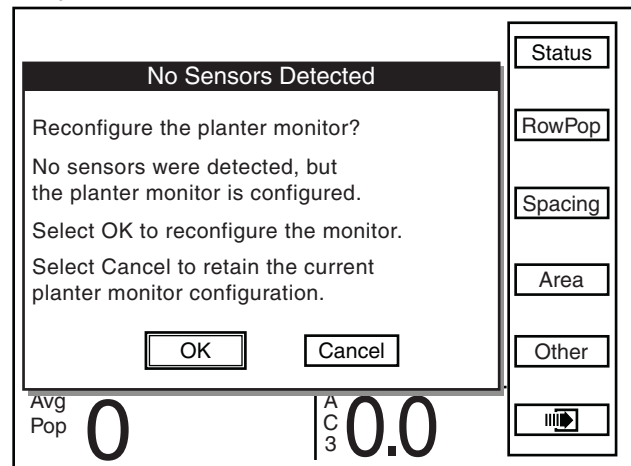 No Sensors Detected
Reconfigure the planter monitor?
No sensors were detected, but
the planter monitor is configured.
Select OK to reconfigure the monitor.
Select Cancel to retain the current
planter monitor configuration.
OK
Cancel
Status
RowPop
Spacing
Area
Other
Avg
Pop
0
A
C
3
0.0